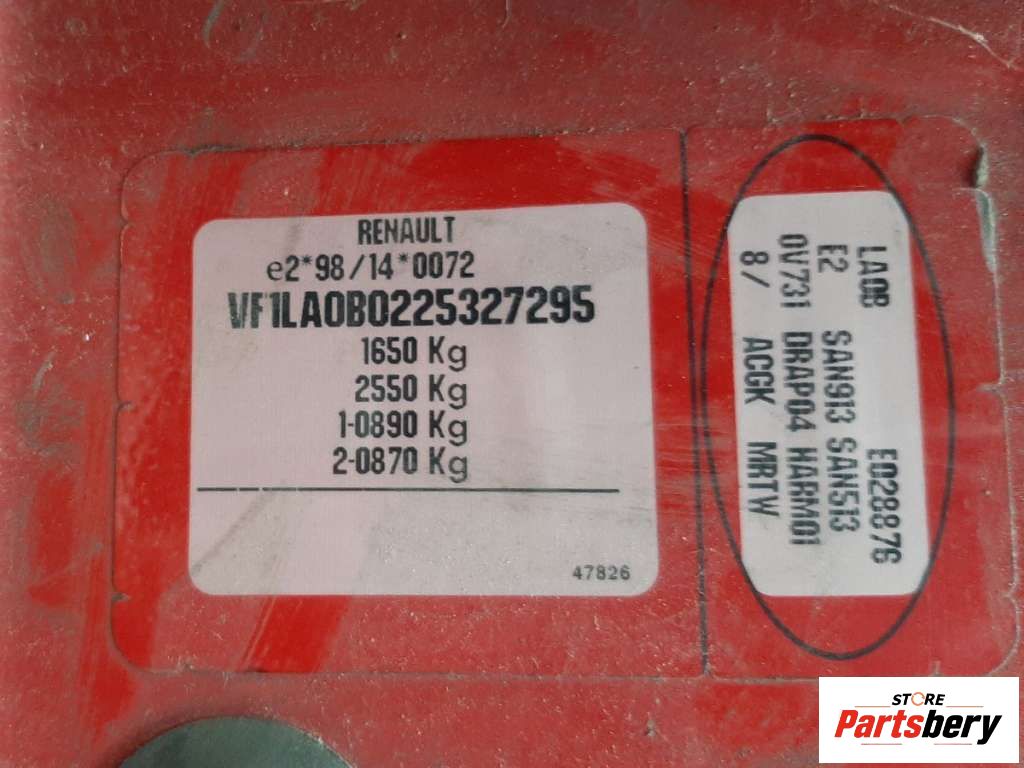 RENAULT
e2*98/14*0072
VF1LA0B0225327295
1650 Kg
2550 Kg
1-0890 Kg
2-0870 Kg
47826
LA0B E028876
E2 SAN913 SAN513
0V731 DRAP04 HARM01
8/ ACGK MRTW
STORE
Partsbery